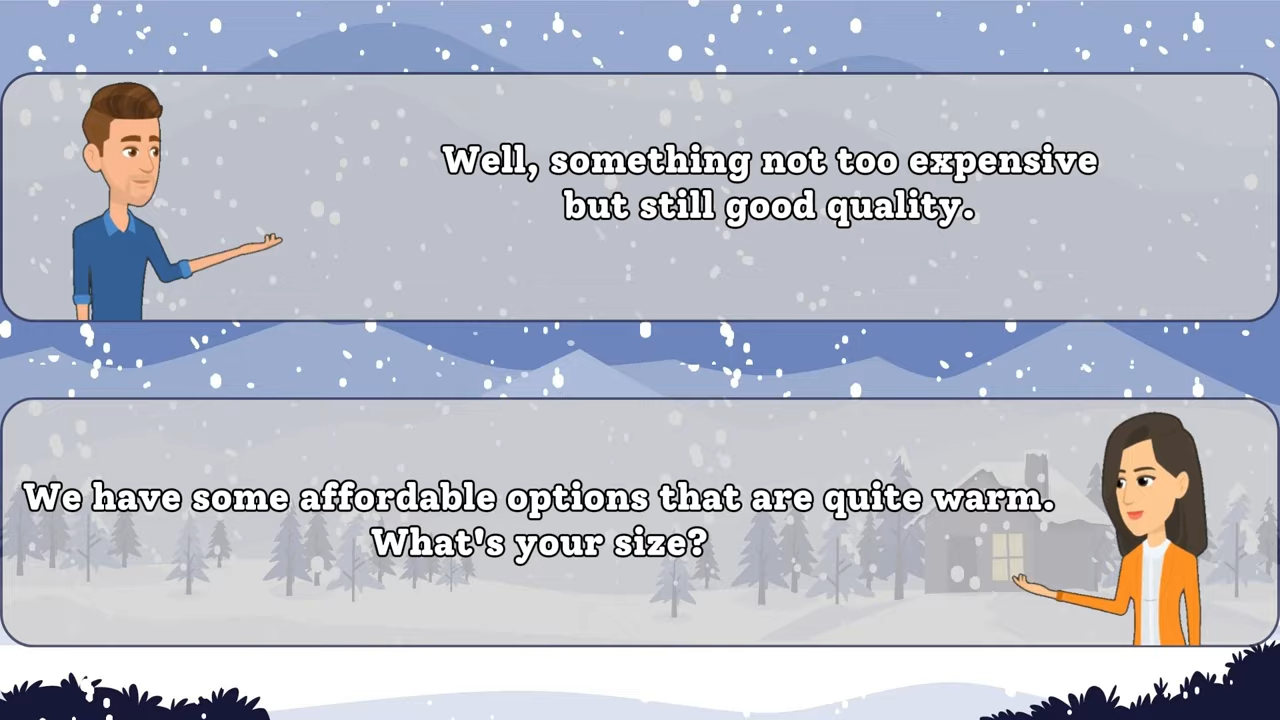 Well, something not too expensive
but still good quality.
We have some affordable options that are quite warm.
What's your size?